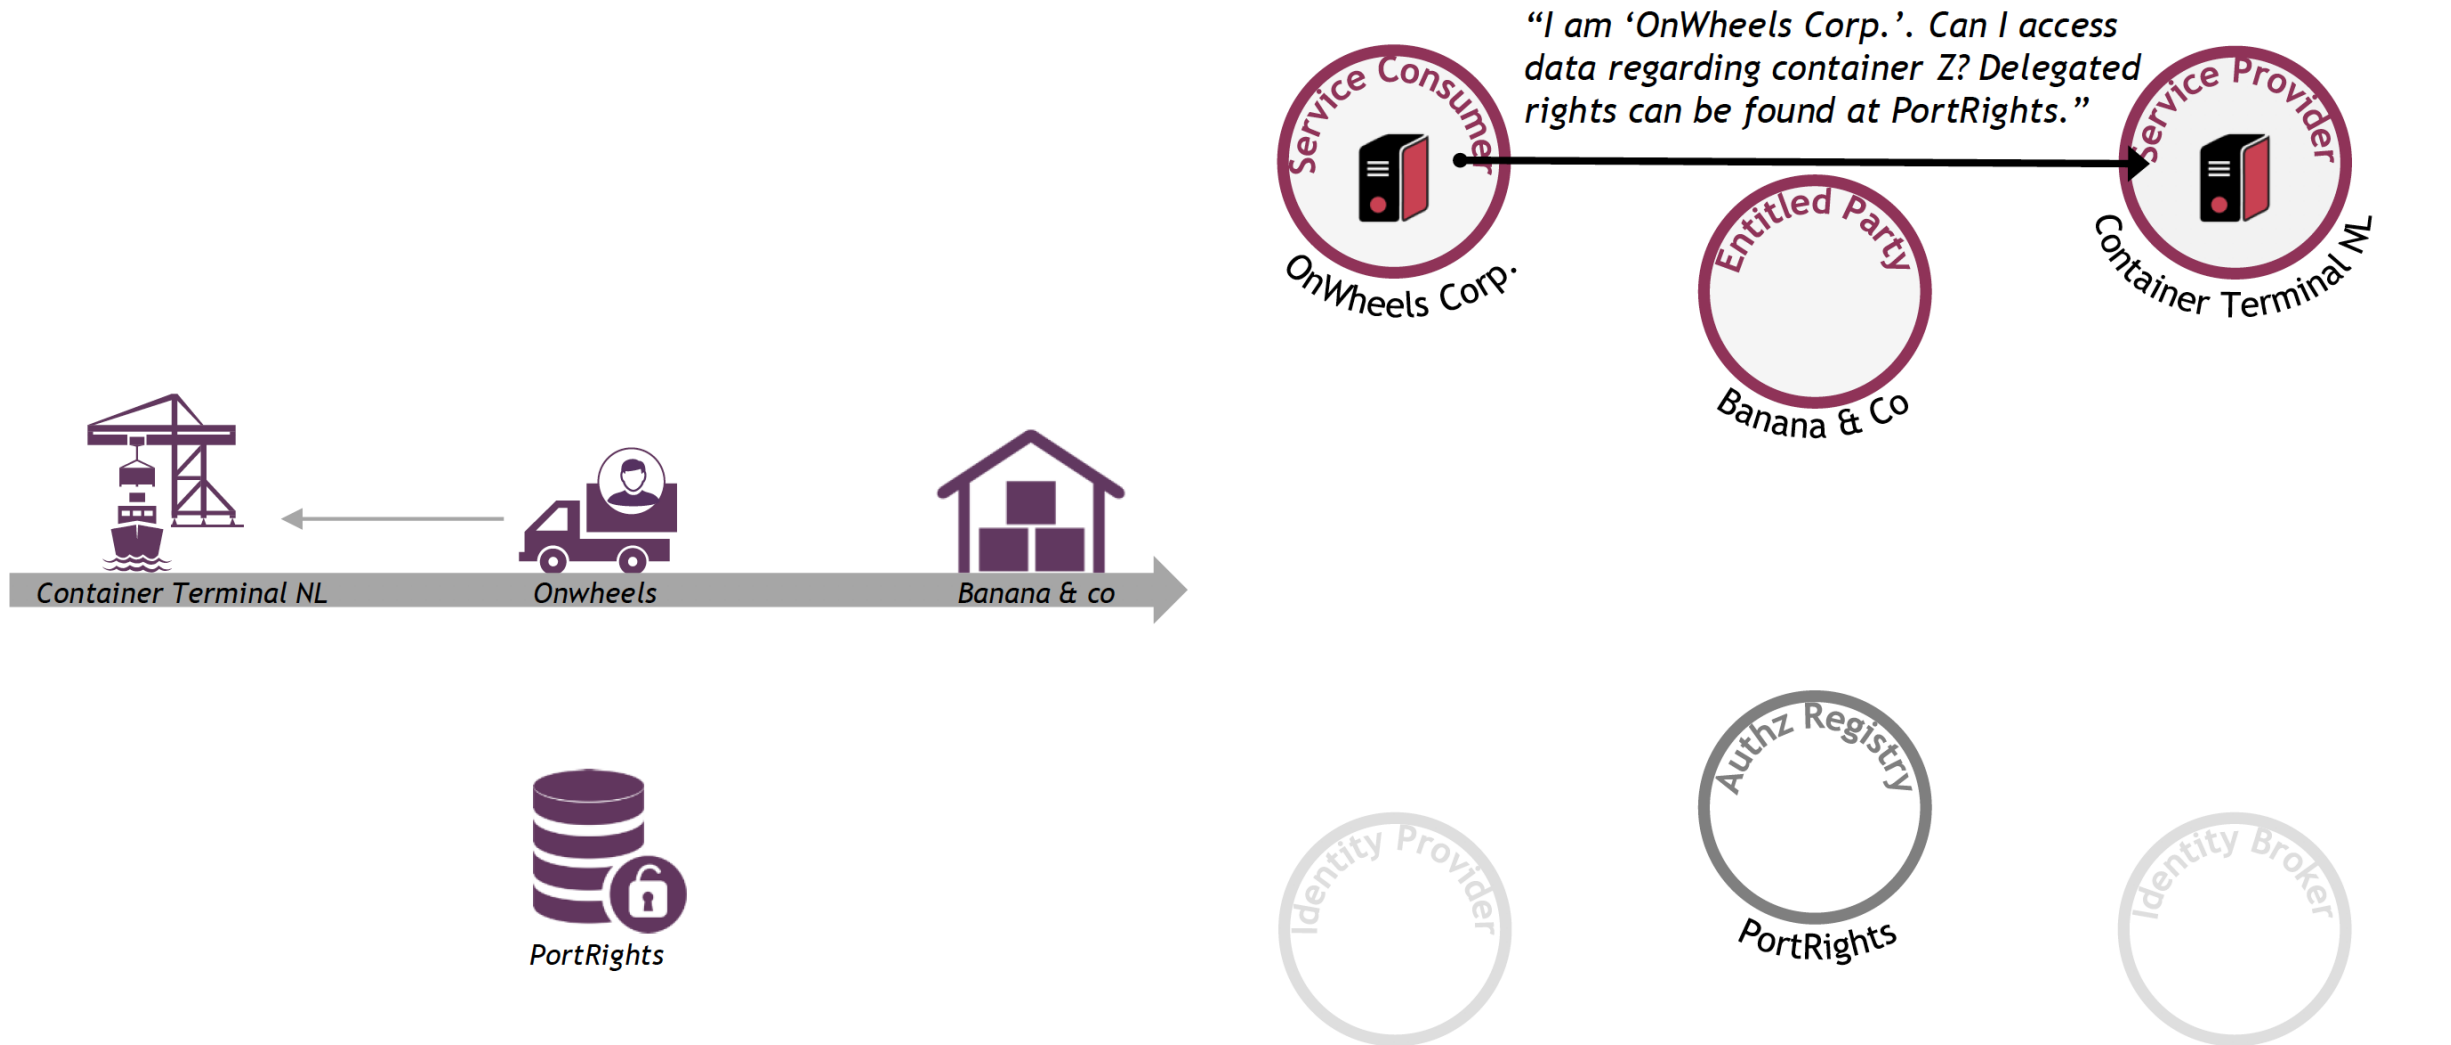 “I am ‘OnWheels Corp.’. Can I access
data regarding container Z? Delegated
rights can be found at PortRights.”
Service Consumer
OnWheels Corp.
Service Provider
Container Terminal NL
Entitled Party
Banana & Co
Container Terminal NL
Onwheels
Banana & co
PortRights
Authz Registry
PortRights
Identity Provider
Identity Broker